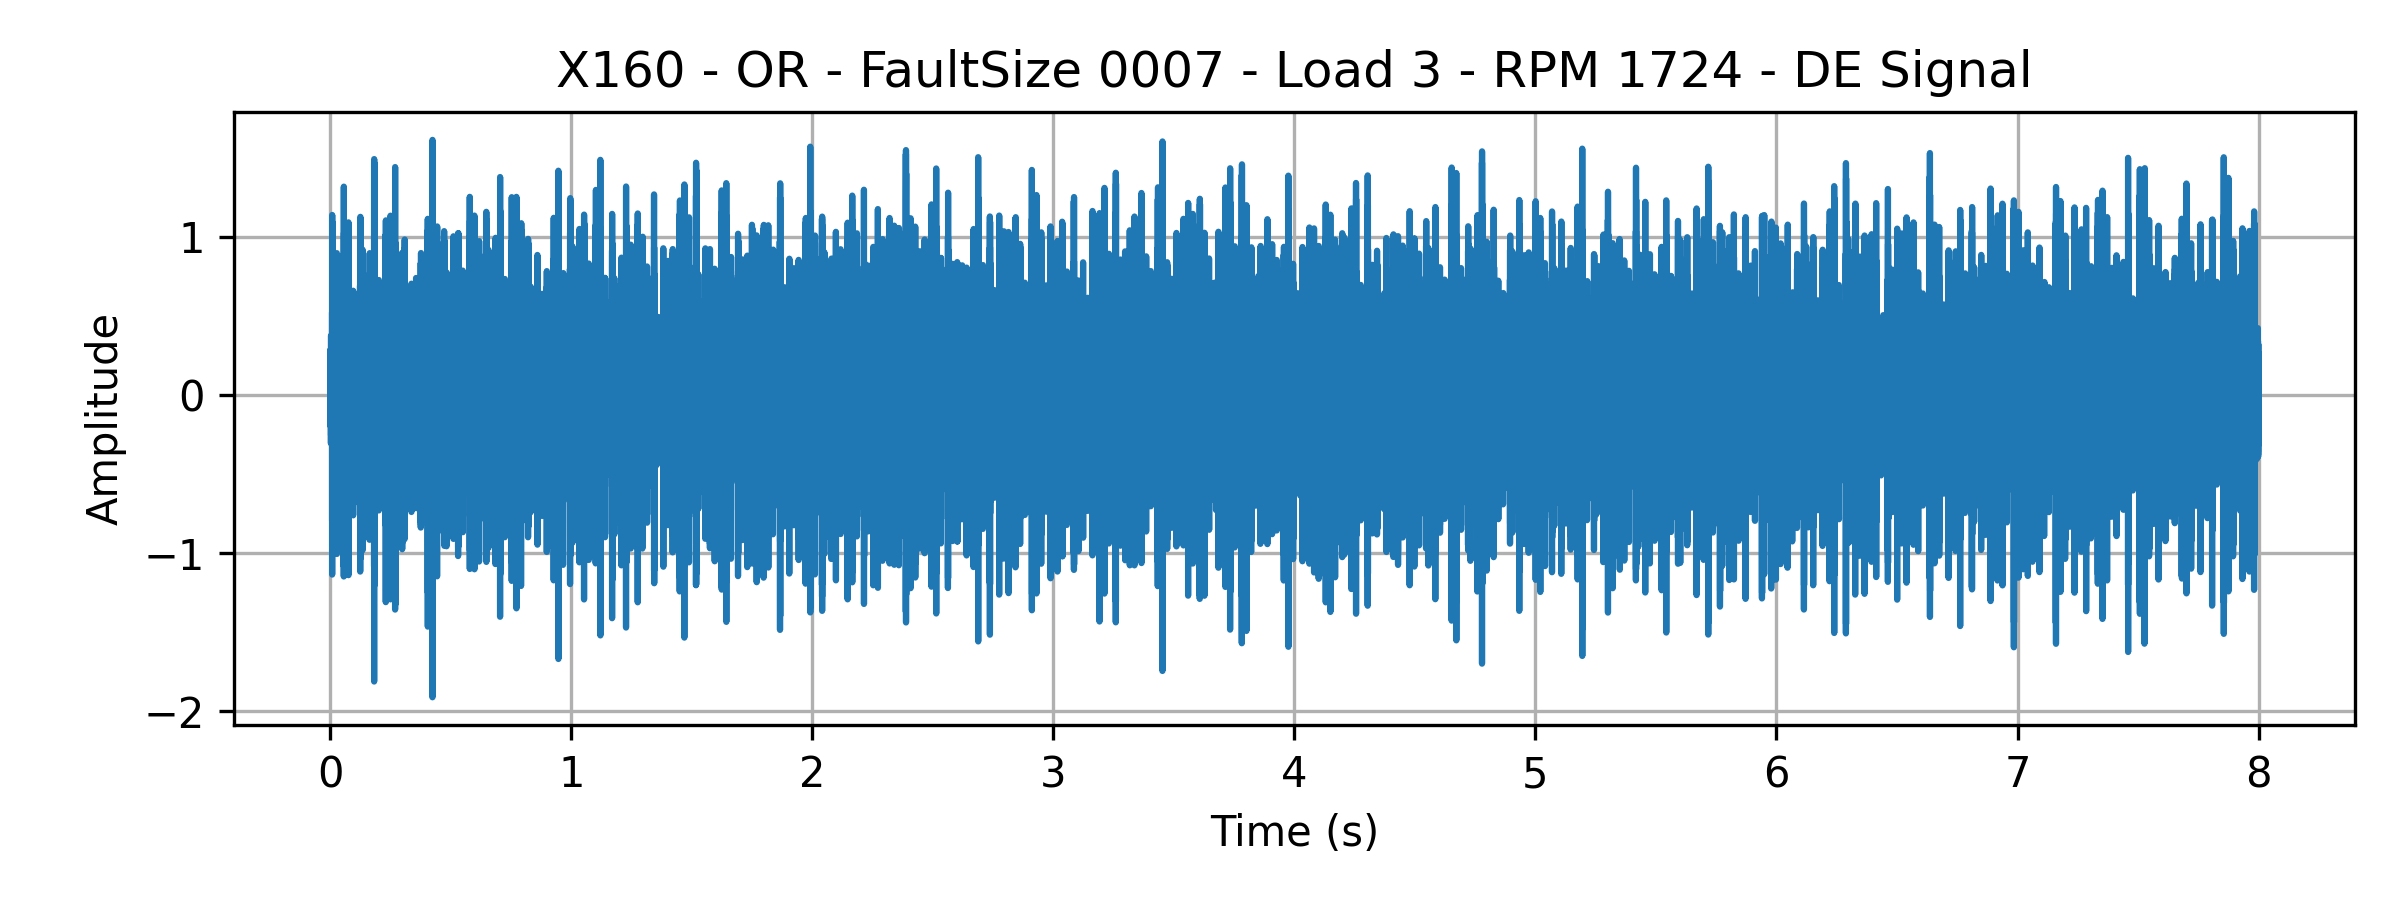 X160 - OR - FaultSize 0007 - Load 3 - RPM 1724 - DE Signal
Amplitude
1
0
−1
−2
0 1 2 3 4 5 6 7 8
Time (s)